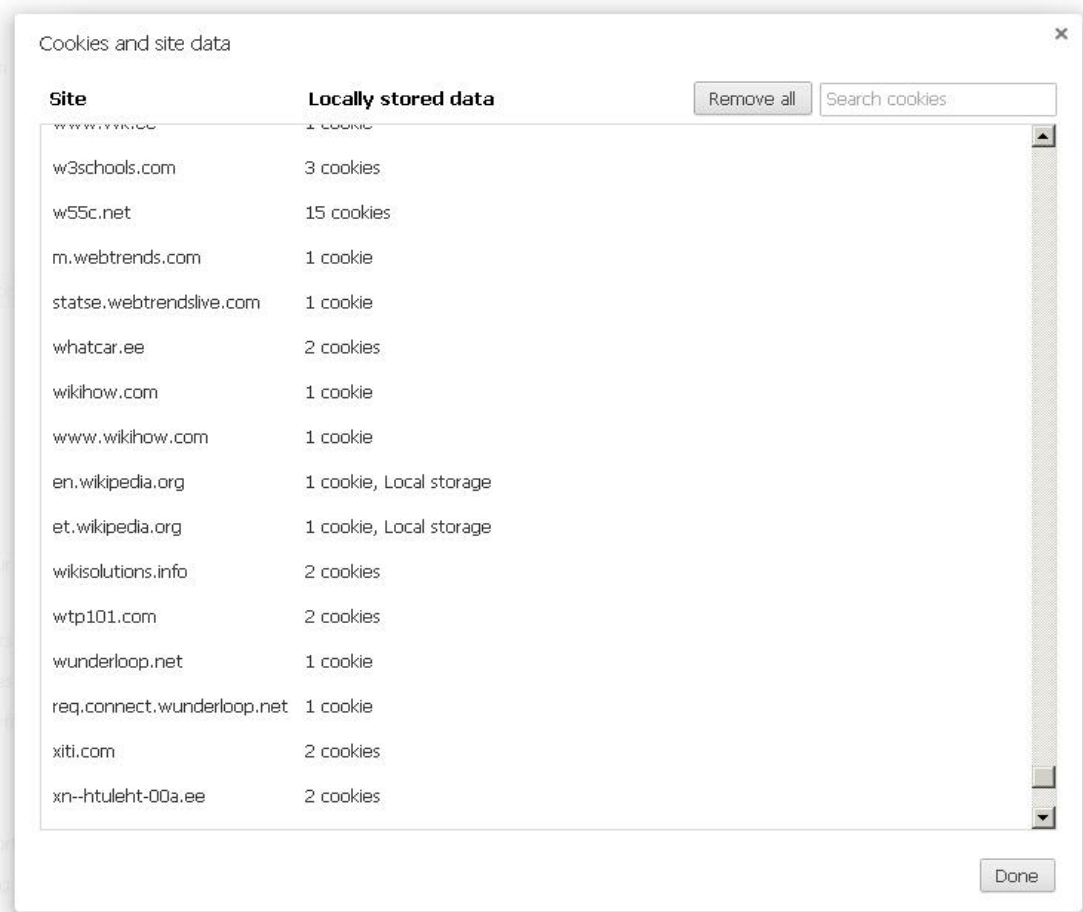 Cookies and site data
Site Locally stored data Remove all Search cookies
1 cookie
w3schools.com 3 cookies
w55c.net 15 cookies
m.webtrends.com 1 cookie
statse.webtrendslive.com 1 cookie
whatcar.ee 2 cookies
wikihow.com 1 cookie
www.wikihow.com 1 cookie
en.wikipedia.org 1 cookie, Local storage
et.wikipedia.org 1 cookie, Local storage
wikisolutions.info 2 cookies
wtp101.com 2 cookies
wunderloop.net 1 cookie
req.connect.wunderloop.net 1 cookie
xiti.com 2 cookies
xn--htuleht-00a.ee 2 cookies
Done